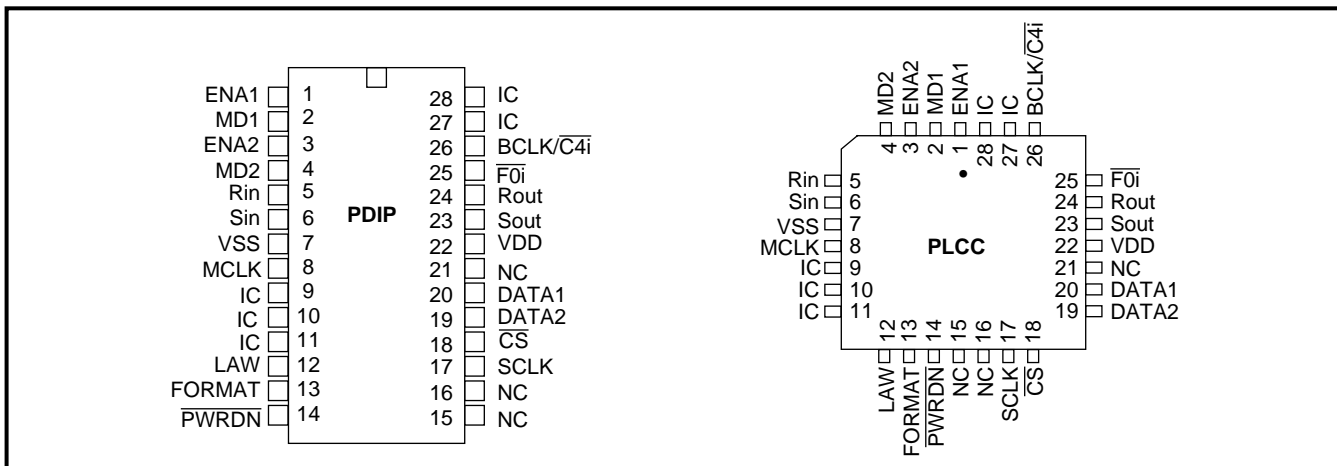 ENA1 1 28 IC
MD1 2 27 IC
ENA2 3 26 BCLK/C4i
MD2 4 25 F0i
Rin 5 24 Rout
Sin 6 23 Sout
VSS 7 22 VDD
MCLK 8 21 NC
IC 9 20 DATA1
IC 10 19 DATA2
IC 11 18 CS
LAW 12 17 SCLK
FORMAT 13 16 NC
PWRDN 14 15 NC
PDIP
MD2 ENA2 MD1 ENA1 IC IC BCLK/C4i
4 3 2 1 28 27 26
Rin 5 25 F0i
Sin 6 24 Rout
VSS 7 23 Sout
MCLK 8 22 VDD
IC 9 21 NC
IC 10 20 DATA1
IC 11 19 DATA2
PLCC
12 13 14 15 16 17 18
LAW FORMAT PWRDN NC NC SCLK CS